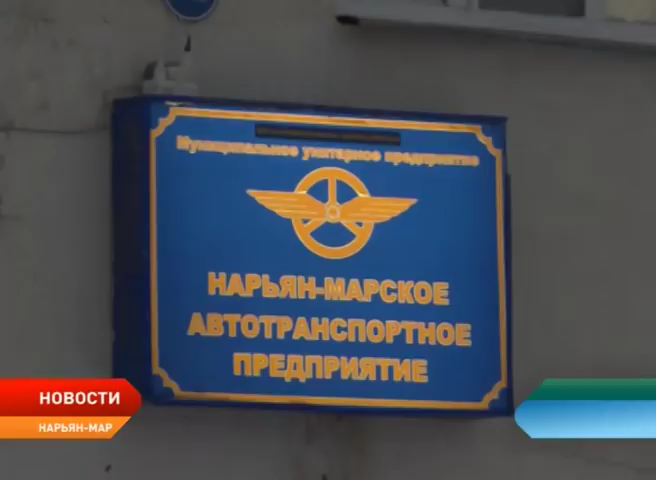 Муниципальное унитарное предприятие
НАРЬЯН-МАРСКОЕ
АВТОТРАНСПОРТНОЕ
ПРЕДПРИЯТИЕ
НОВОСТИ
НАРЬЯН-МАР